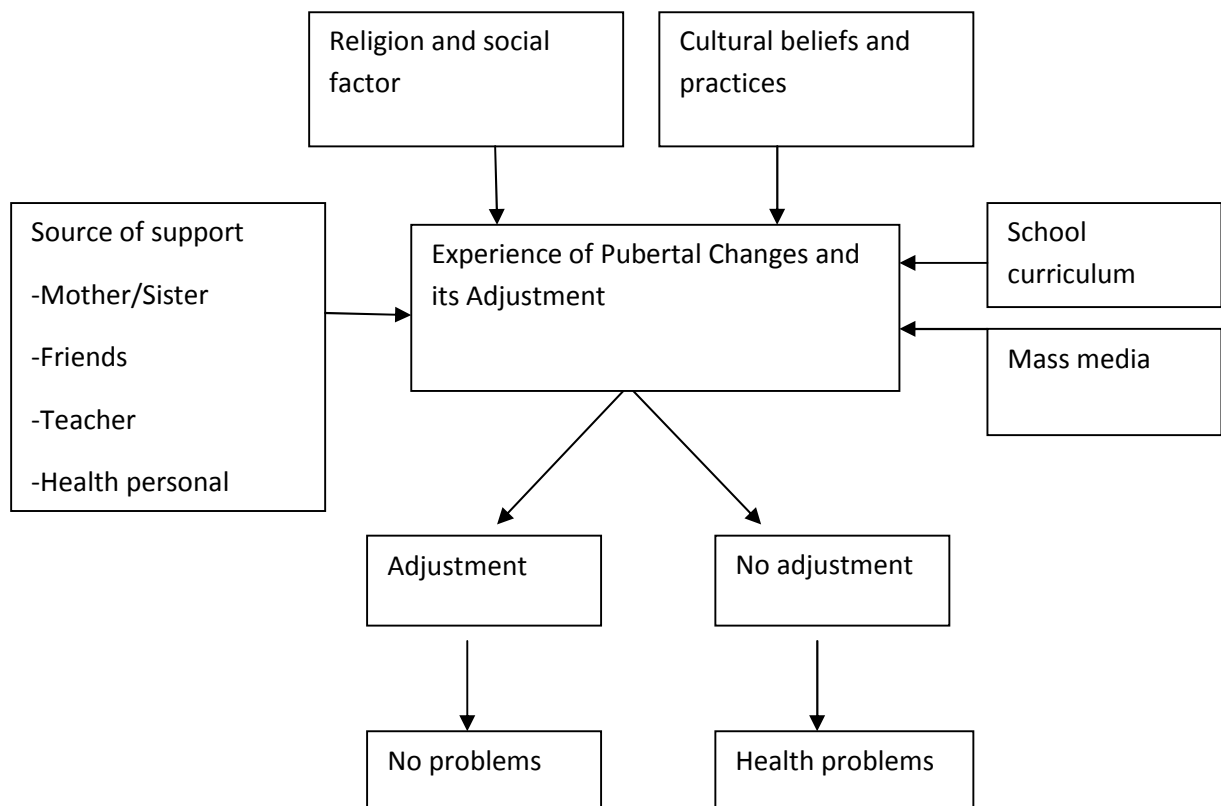 Religion and social
factor
Cultural beliefs and
practices
Source of support
-Mother/Sister
-Friends
-Teacher
-Health personal
Experience of Pubertal Changes and
its Adjustment
School
curriculum
Mass media
Adjustment
No adjustment
No problems
Health problems